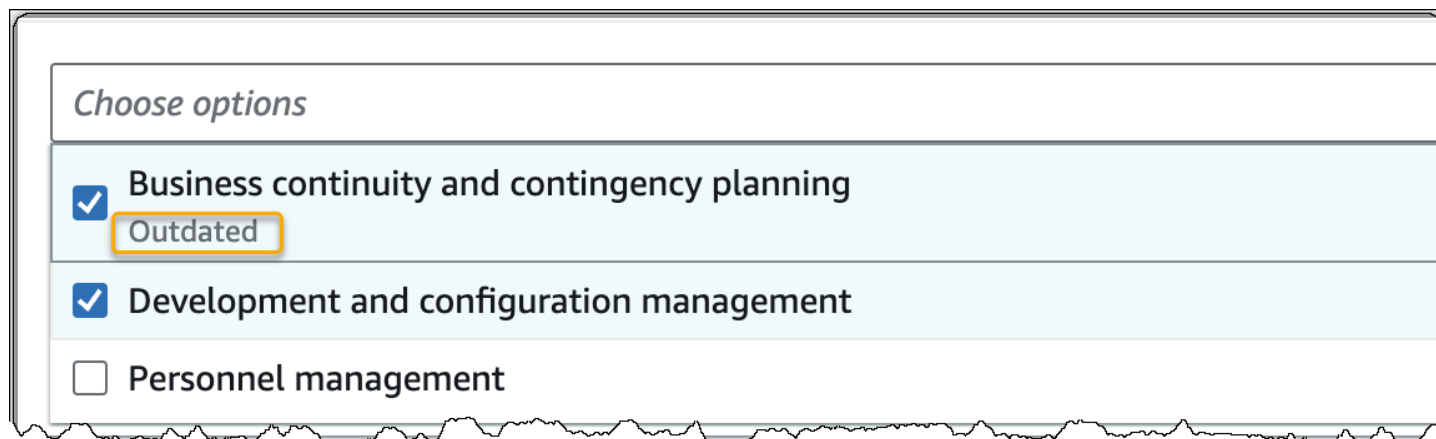 Choose options
Business continuity and contingency planning
Outdated
Development and configuration management
Personnel management